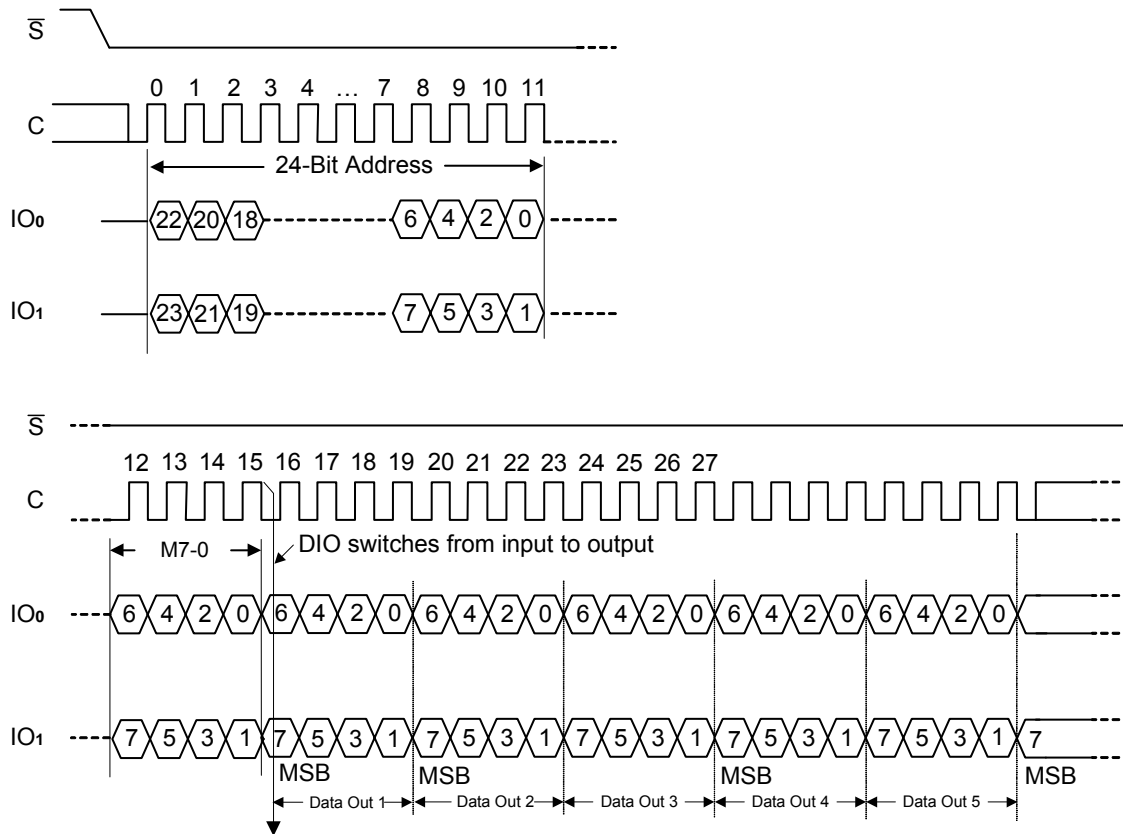 S
0 1 2 3 4 ... 7 8 9 10 11
C
24-Bit Address
IO0 22 20 18 6 4 2 0
IO1 23 21 19 7 5 3 1
S
12 13 14 15 16 17 18 19 20 21 22 23 24 25 26 27
C
M7-0
DIO switches from input to output
IO0 6 4 2 0 6 4 2 0 6 4 2 0 6 4 2 0 6 4 2 0 6 4 2 0
IO1 7 5 3 1 7 5 3 1 7 5 3 1 7 5 3 1 7 5 3 1 7 5 3 1 7
MSB MSB MSB MSB
Data Out 1 Data Out 2 Data Out 3 Data Out 4 Data Out 5